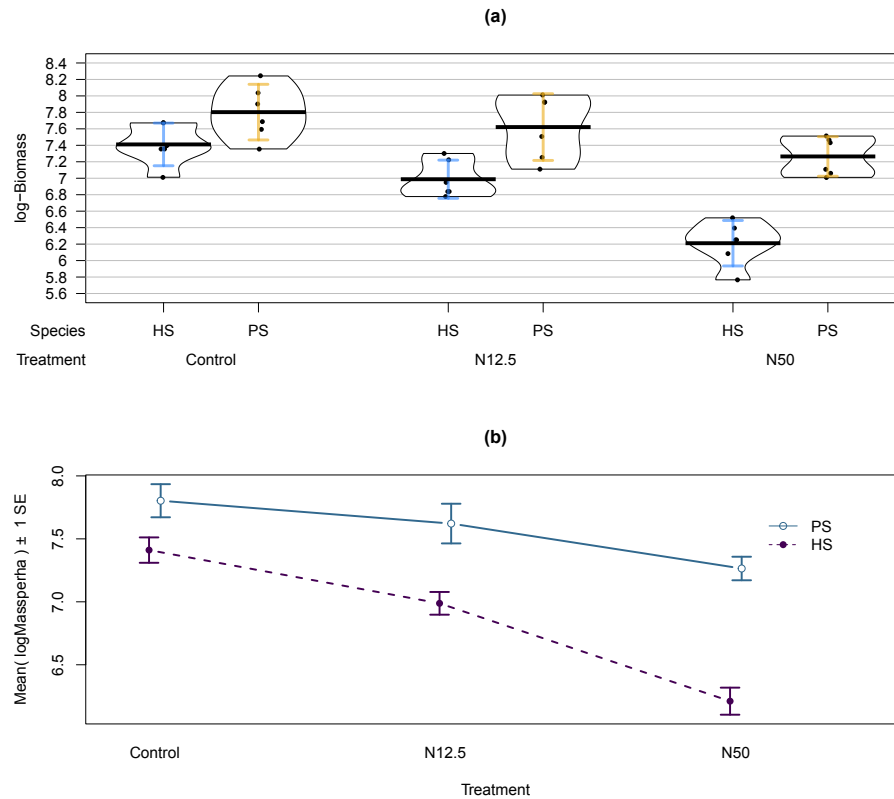 (a)
log-Biomass
8.4
8.2
8
7.8
7.6
7.4
7.2
7
6.8
6.6
6.4
6.2
6
5.8
5.6
Species HS PS HS PS HS PS
Treatment Control N12.5 N50
(b)
Mean( logMassperha ) ± 1 SE
8.0
7.5
7.0
6.5
PS
HS
Control N12.5 N50
Treatment